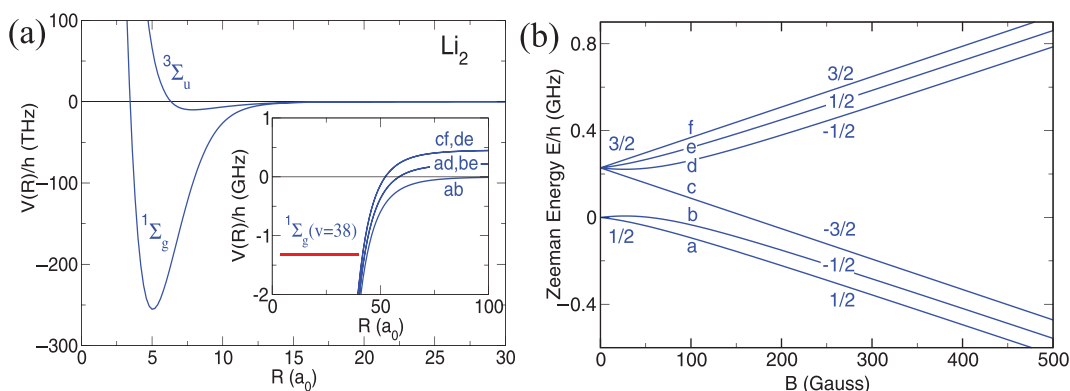 (a)
100
0
−100
−200
−300
V(R)/h (THz)
0 5 10 15 20 25 30
R (a0)
Li2
3Σu
1Σg
1
0
-1
-2
V(R)/h (GHz)
cf,de
ad,be
ab
1Σg(v=38)
0 50 100
R (a0)
(b)
0.8
0.4
0
−0.4
Zeeman Energy E/h (GHz)
3/2
1/2
-1/2
3/2
f
e
d
c
b
a
1/2
-3/2
-1/2
1/2
0 100 200 300 400 500
B (Gauss)